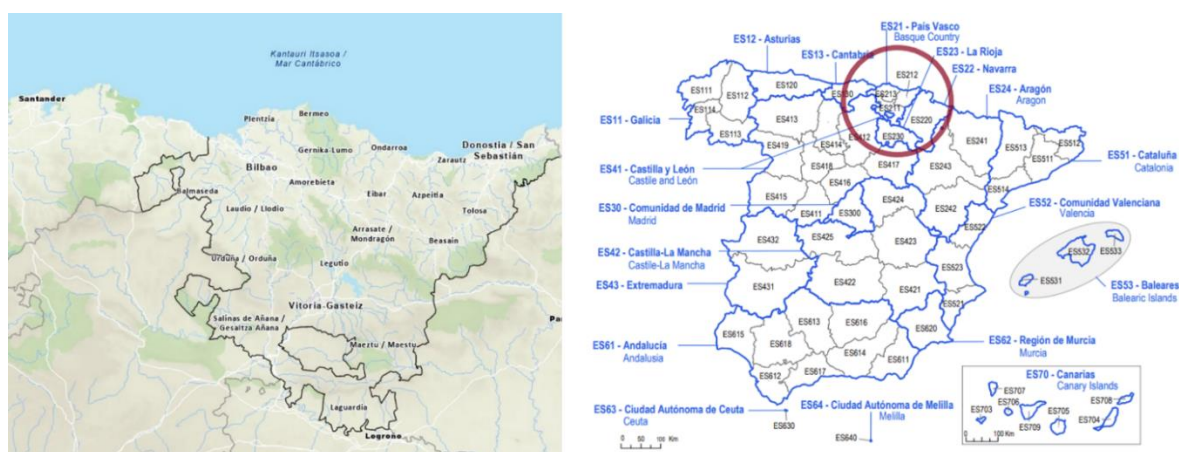 Kantauri Itsasoa /
Mar Cantábrico
Santander
Plentzia
Bermeo
Gernika-Lumo
Ondarroa
Zarautz
Donostia / San
Sebastián
Bilbao
Balmaseda
Amorebieta
Eibar
Azpeitia
Laudio / Llodio
Tolosa
Arrasate /
Mondragón
Beasain
Urduña / Orduña
Legutio
Vitoria-Gasteiz
Salinas de Añana /
Gesaltza Añana
Maeztu / Maestu
Laguardia
Logroño
ES21 - País Vasco
Basque Country
ES12 - Asturias
ES13 - Cantabria
ES23 - La Rioja
ES22 - Navarra
ES24 - Aragón
Aragon
ES11 - Galicia
ES41 - Castilla y León
Castile and León
ES30 - Comunidad de Madrid
Madrid
ES42 - Castilla-La Mancha
Castile-La Mancha
ES43 - Extremadura
ES51 - Cataluña
Catalonia
ES52 - Comunidad Valenciana
Valencia
ES53 - Baleares
Balearic Islands
ES61 - Andalucía
Andalusia
ES62 - Región de Murcia
Murcia
ES70 - Canarias
Canary Islands
ES63 - Ciudad Autónoma de Ceuta
Ceuta
ES630
ES64 - Ciudad Autónoma de Melilla
Melilla
ES640
ES111
ES112
ES114
ES113
ES120
ES130
ES213
ES212
ES211
ES220
ES230
ES413
ES419
ES414
ES412
ES418
ES417
ES416
ES415
ES411
ES300
ES241
ES243
ES242
ES513
ES512
ES511
ES514
ES424
ES425
ES423
ES522
ES523
ES521
ES432
ES431
ES422
ES421
ES532
ES533
ES531
ES615
ES613
ES616
ES618
ES614
ES611
ES612
ES617
ES620
ES707
ES706
ES703
ES709
ES705
ES708
ES704
0 50 100 Km
0 100 Km